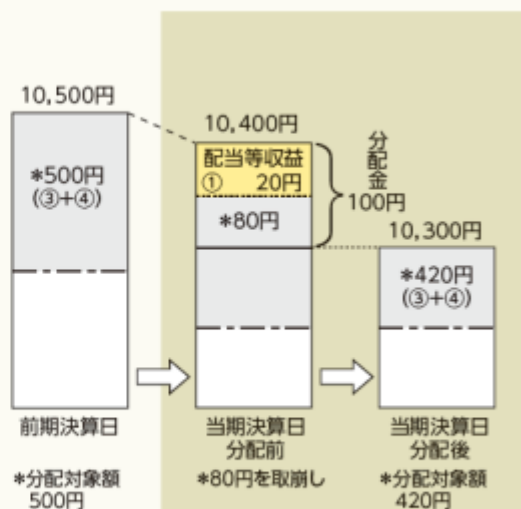 10,500円
*500円
(③+④)
前期決算日
*分配対象額
500円
10,400円
配当等収益
① 20円
*80円
分配金
100円
当期決算日
分配前
*80円を取崩し
10,300円
*420円
(③+④)
当期決算日
分配後
*分配対象額
420円